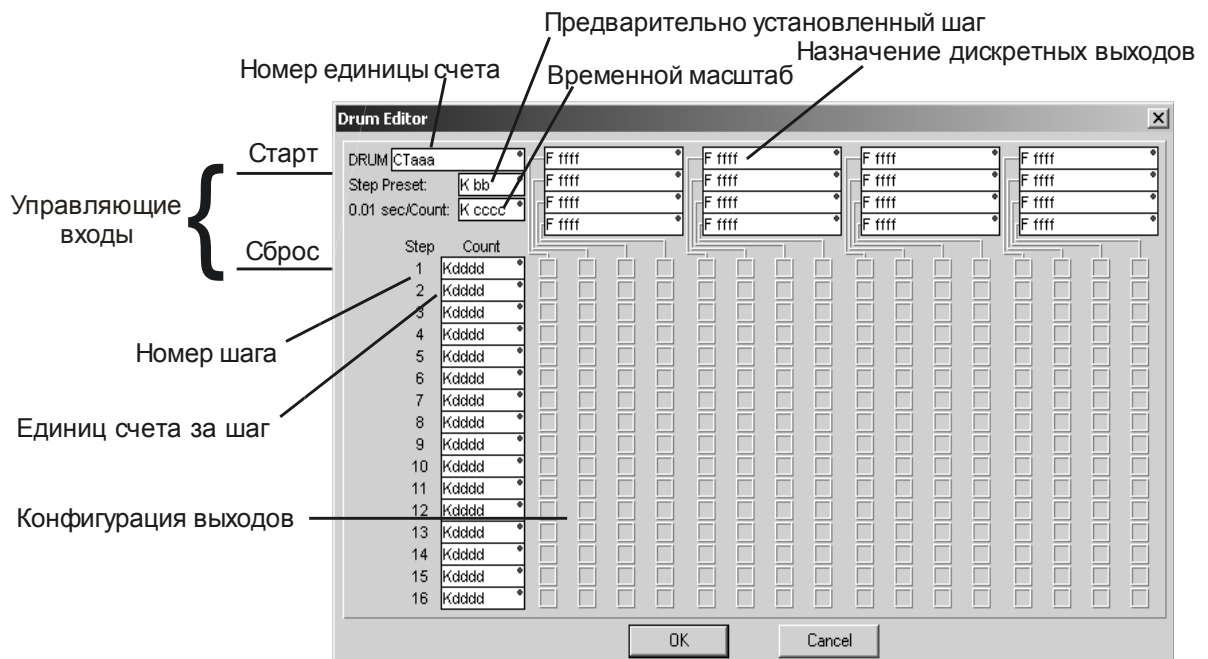 Предварительно установленный шаг
Назначение дискретных выходов
Номер единицы счета
Временной масштаб
Drum Editor
Старт
Управляющие
входы
Сброс
DRUM CTaaa
Step Preset: K bb
0.01 sec/Count: K cccc
F ffff F ffff F ffff F ffff
F ffff F ffff F ffff F ffff
F ffff F ffff F ffff F ffff
F ffff F ffff F ffff F ffff
Step Count
1 Kdddd
2 Kdddd
3 Kdddd
4 Kdddd
5 Kdddd
6 Kdddd
7 Kdddd
8 Kdddd
9 Kdddd
10 Kdddd
11 Kdddd
12 Kdddd
13 Kdddd
14 Kdddd
15 Kdddd
16 Kdddd
Номер шага
Единиц счета за шаг
Конфигурация выходов
OK Cancel